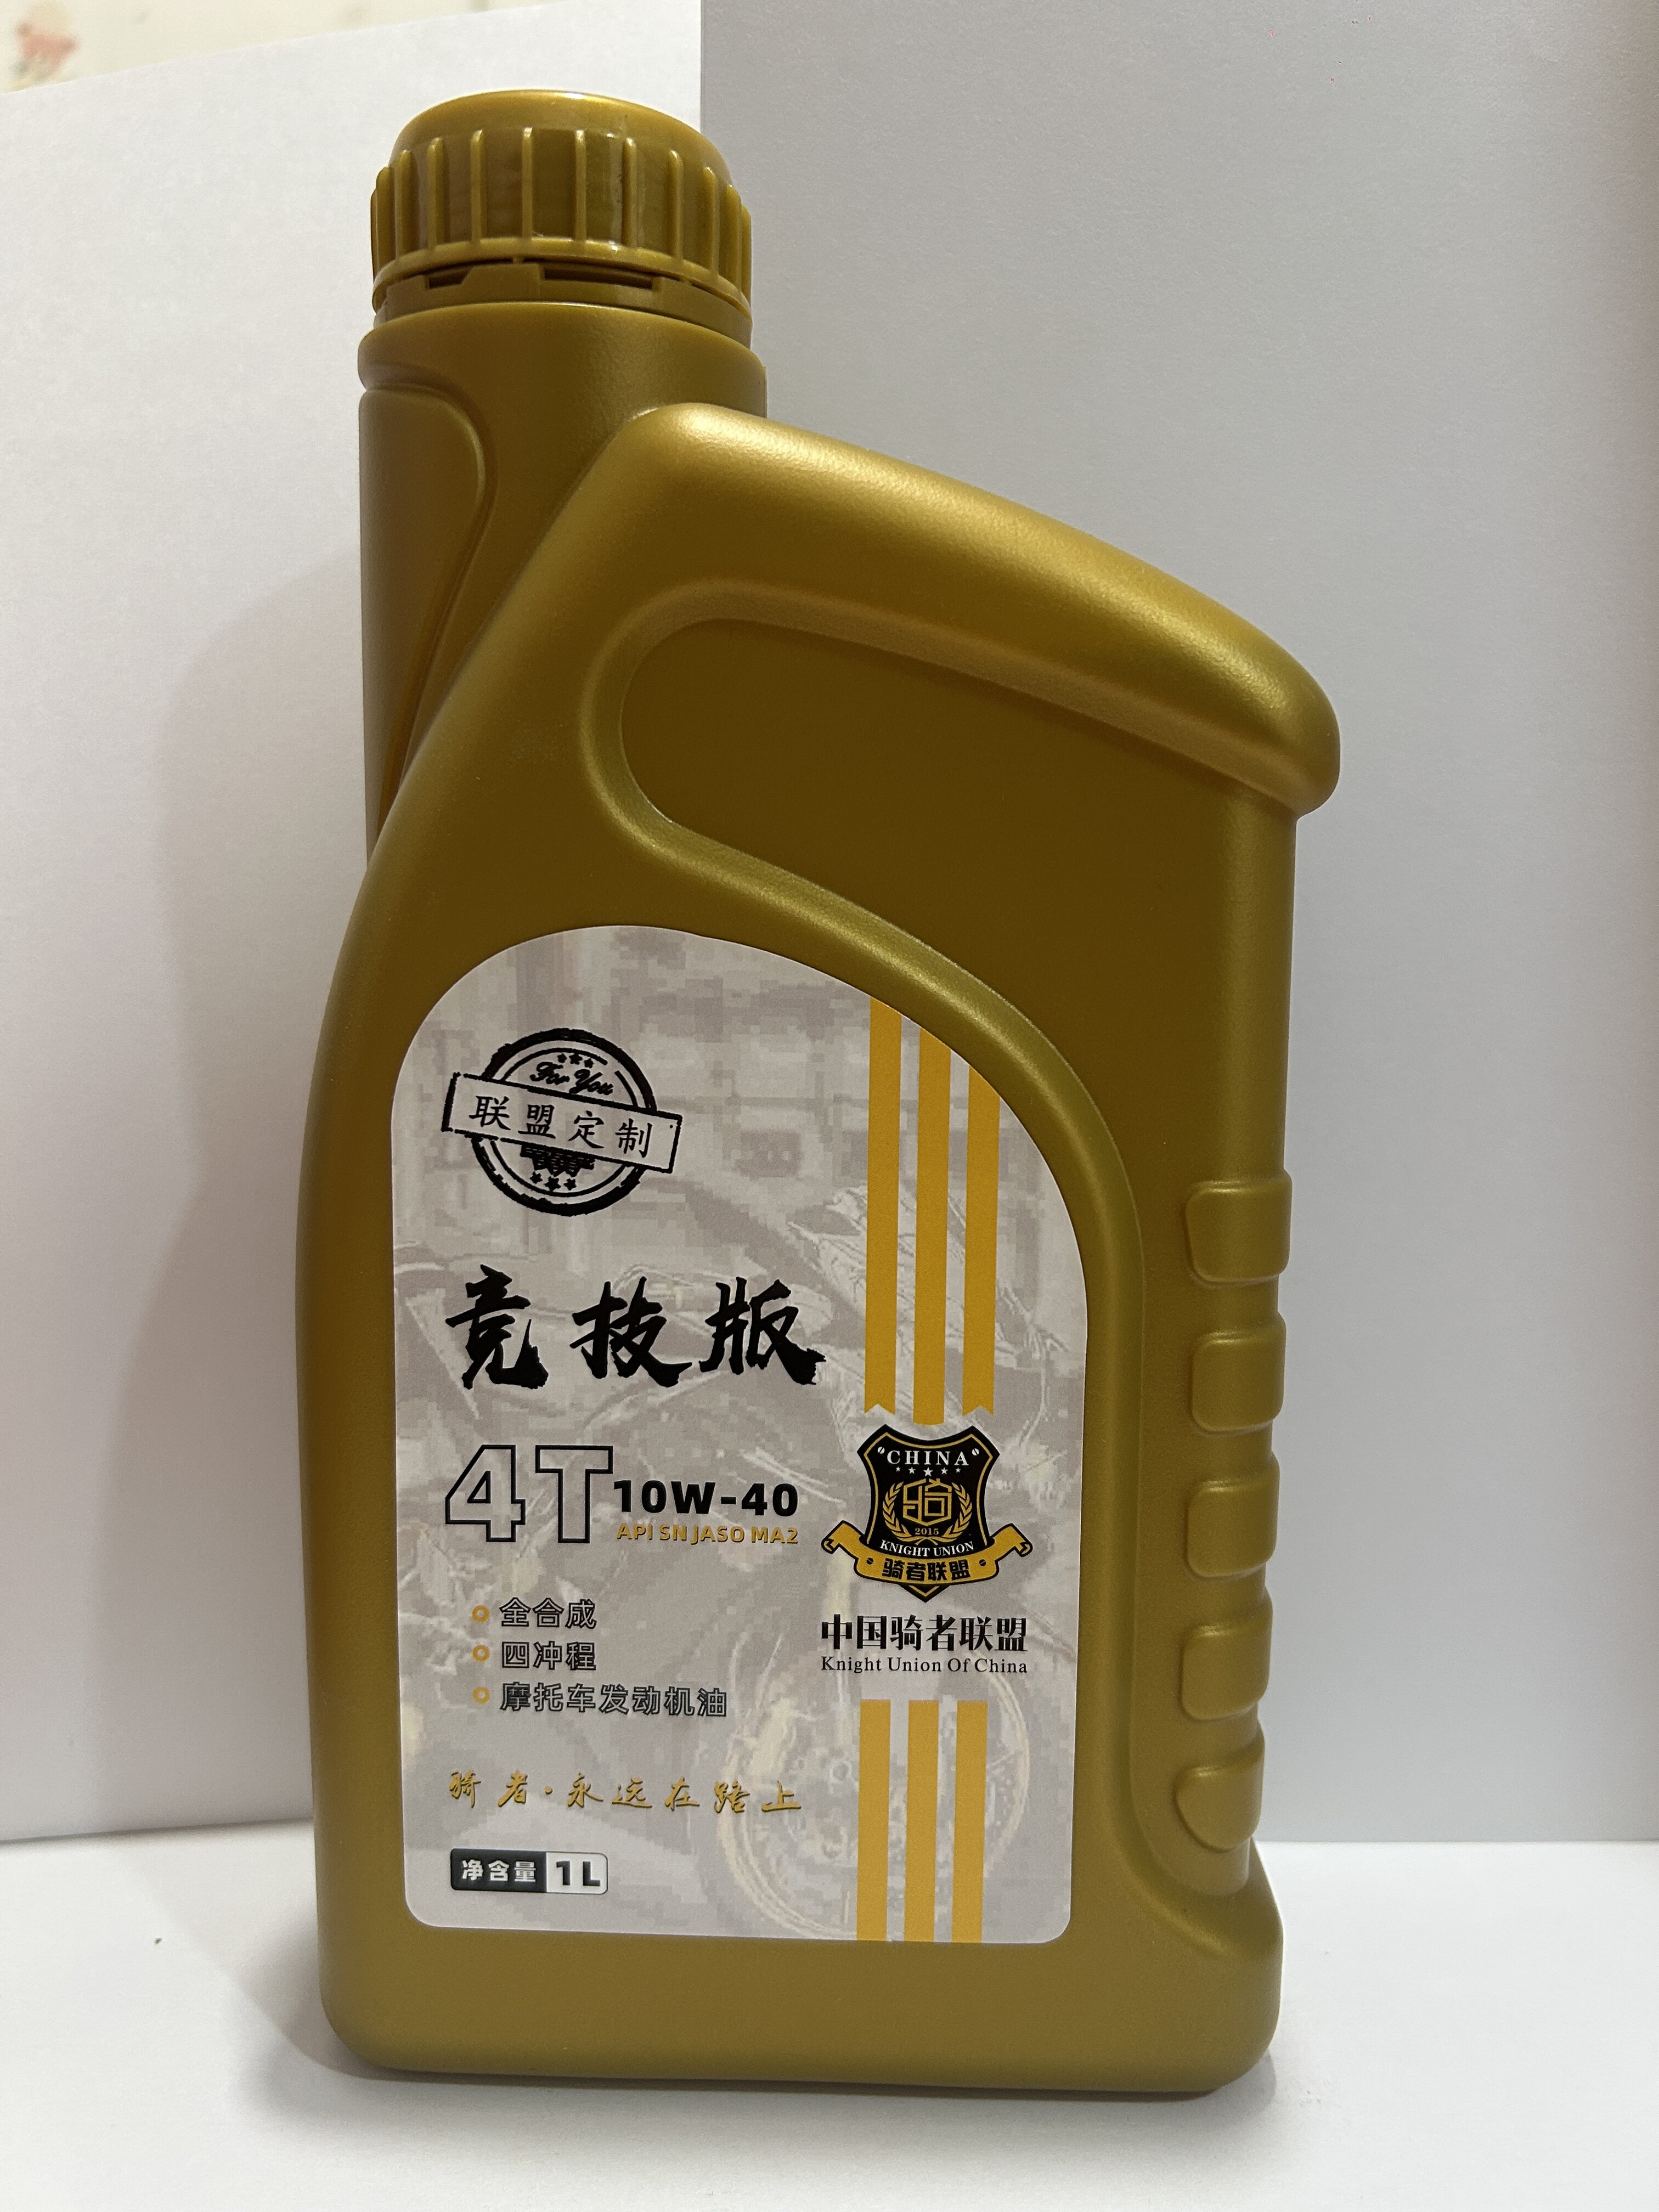 For You
联盟定制
竞技版
4T 10W-40
API SN JASO MA2
CHINA
骑
2015
KNIGHT UNION
骑者联盟
中国骑者联盟
Knight Union Of China
全合成
四冲程
摩托车发动机油
骑者·永远在路上
净含量 1L